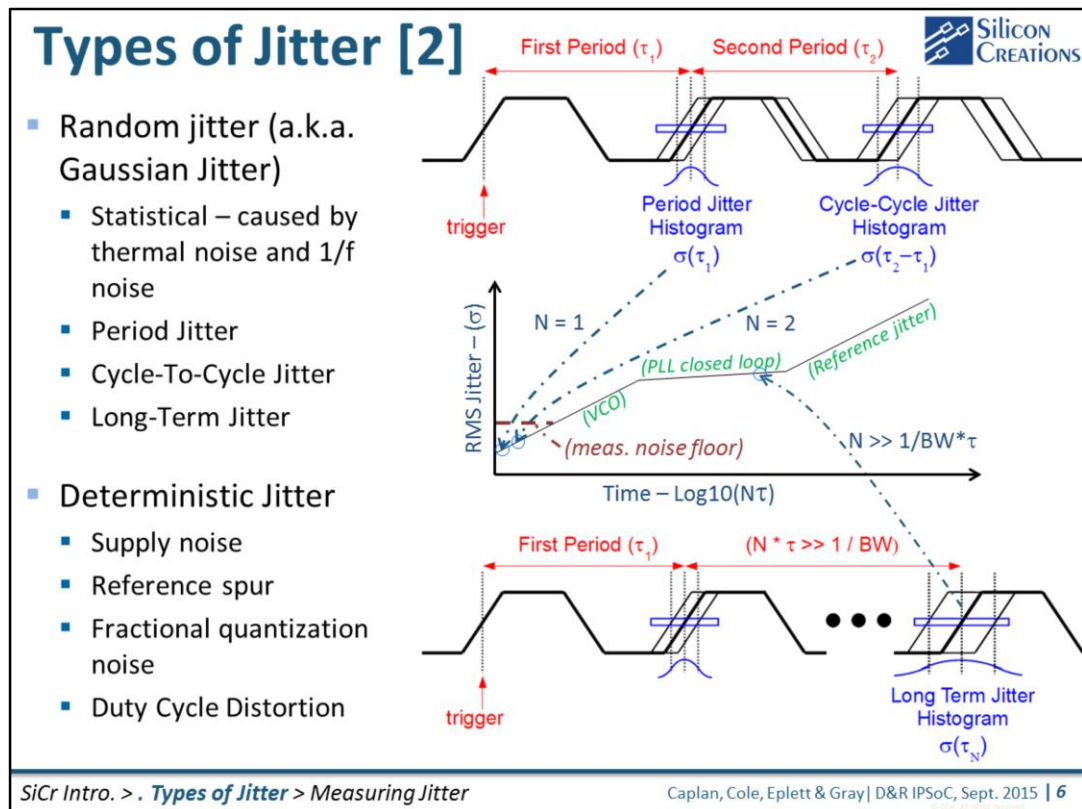 Types of Jitter [2]
SILICON
CREATIONS
Random jitter (a.k.a.
Gaussian Jitter)
Statistical – caused by
thermal noise and 1/f
noise
Period Jitter
Cycle-To-Cycle Jitter
Long-Term Jitter
Deterministic Jitter
Supply noise
Reference spur
Fractional quantization
noise
Duty Cycle Distortion
First Period (τ1)
Second Period (τ2)
trigger
Period Jitter
Histogram
σ(τ1)
Cycle-Cycle Jitter
Histogram
σ(τ2–τ1)
RMS Jitter – (σ)
N = 1
N = 2
(VCO)
(PLL closed loop)
(Reference jitter)
(meas. noise floor)
N >> 1/BW*τ
Time – Log10(Nτ)
First Period (τ1)
(N * τ >> 1 / BW)
trigger
Long Term Jitter
Histogram
σ(τN)
SiCr Intro. > . Types of Jitter > Measuring Jitter
Caplan, Cole, Eplett & Gray| D&R IPSoC, Sept. 2015 | 6